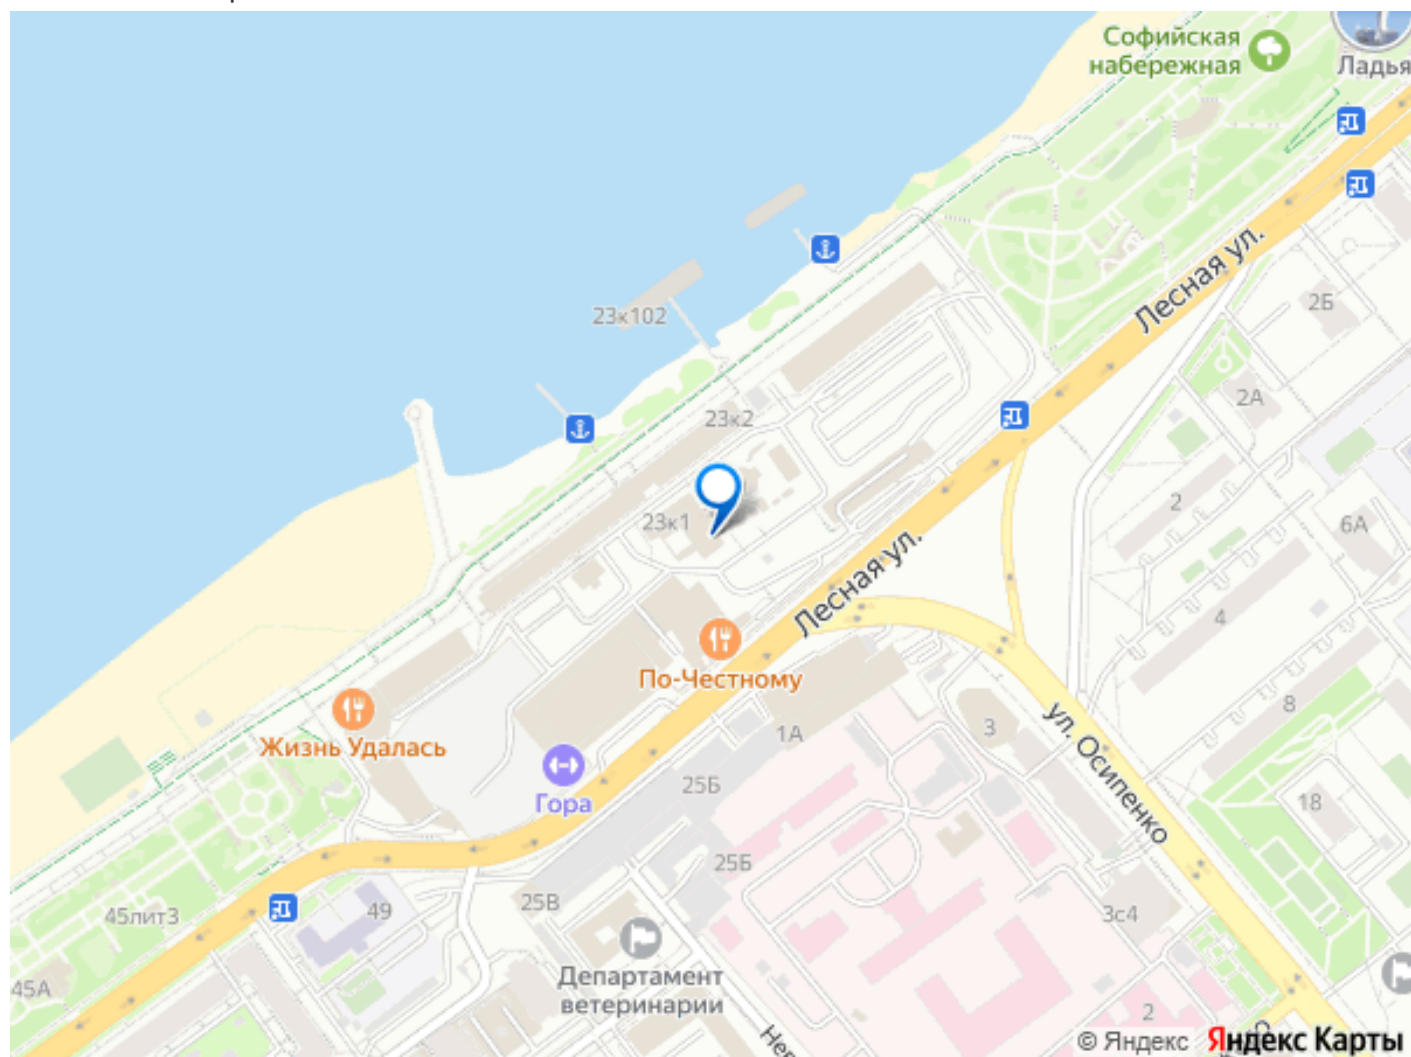 Софийская
набережная
Ладья
Лесная ул.
2Б
23к102
2А
23к2
2
23к1
6А
Лесная ул.
4
По-Честному
8
Жизнь Удалась
1А
3
ул. Осипенко
25Б
Гора
18
25Б
25В
49
45лит3
3с4
Департамент
ветеринарии
45А
2
© Яндекс Яндекс Карты